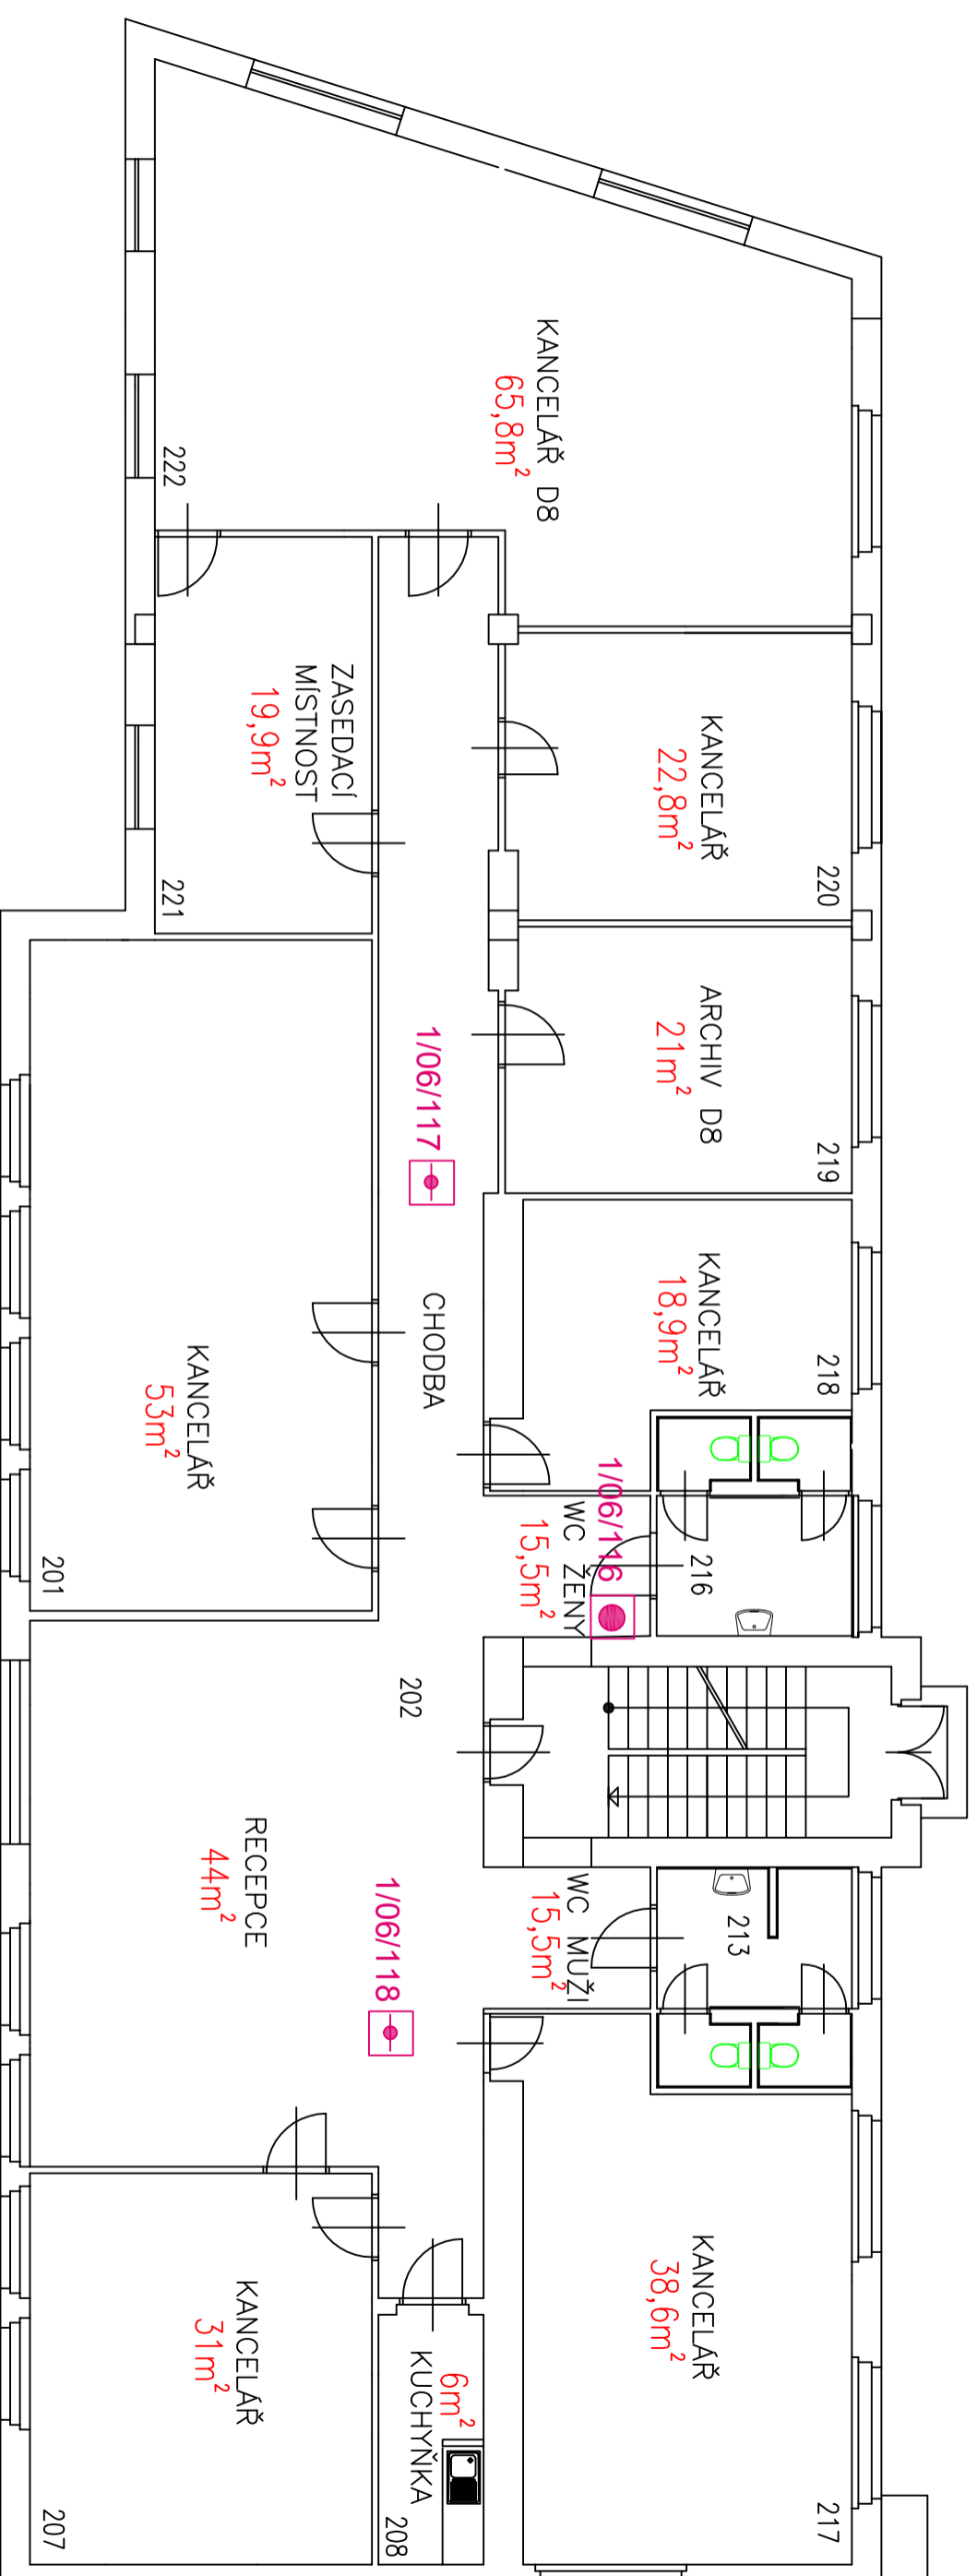 KANCELÁŘ D8
65,8m²
222
KANCELÁŘ
22,8m²
220
ZASEDACÍ
MÍSTNOST
19,9m²
221
ARCHIV D8
21m²
219
1/06/117
KANCELÁŘ
18,9m²
218
CHODBA
KANCELÁŘ
53m²
201
1/06/116
WC ŽENY
15,5m²
216
202
RECEPCE
44m²
1/06/118
WC MUŽI
15,5m²
213
KANCELÁŘ
38,6m²
217
KANCELÁŘ
31m²
207
6m²
KUCHYŇKA
208